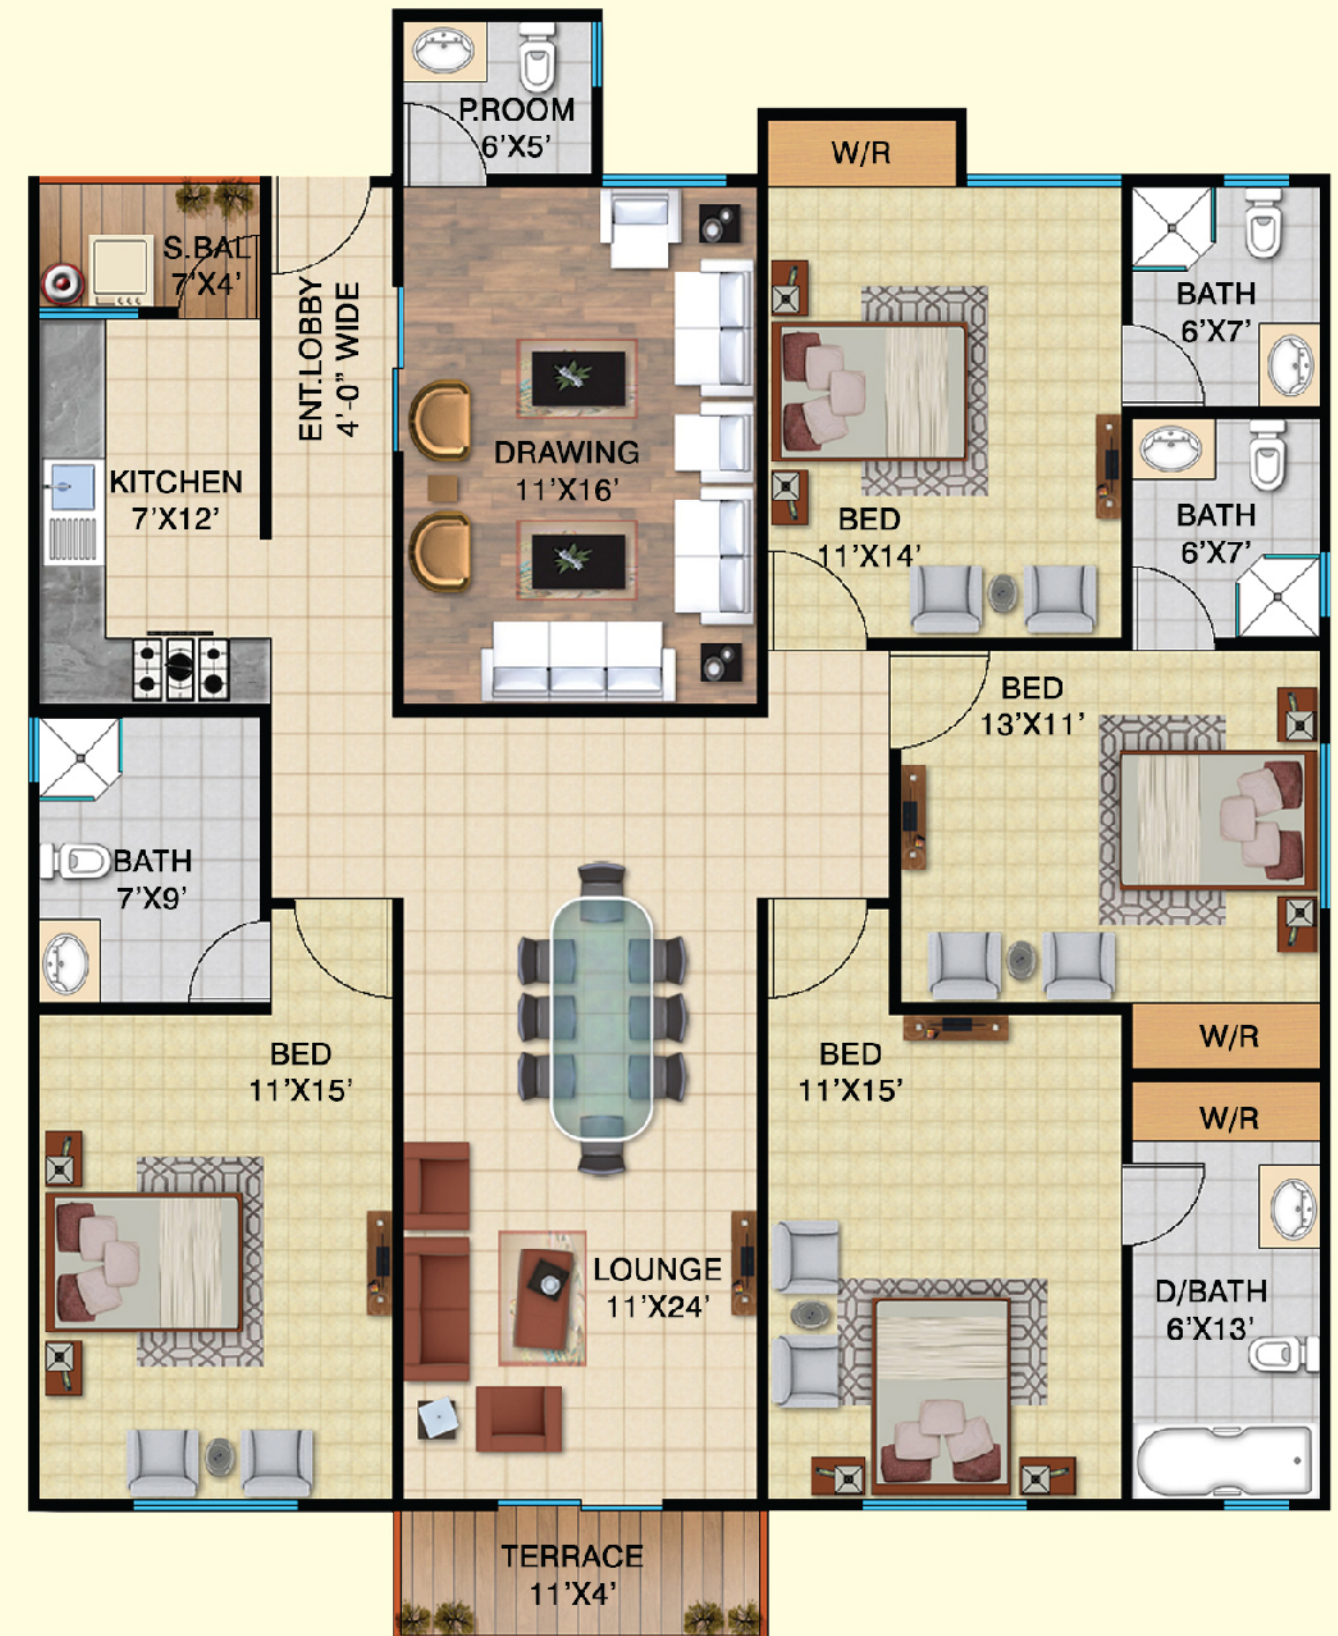 P.ROOM
6'X5'
W/R
S.BAL
7'X4'
ENT.LOBBY
4'-0" WIDE
BATH
6'X7'
DRAWING
11'X16'
KITCHEN
7'X12'
BED
11'X14'
BATH
6'X7'
BED
13'X11'
BATH
7'X9'
BED
11'X15'
BED
11'X15'
W/R
W/R
LOUNGE
11'X24'
D/BATH
6'X13'
TERRACE
11'X4'